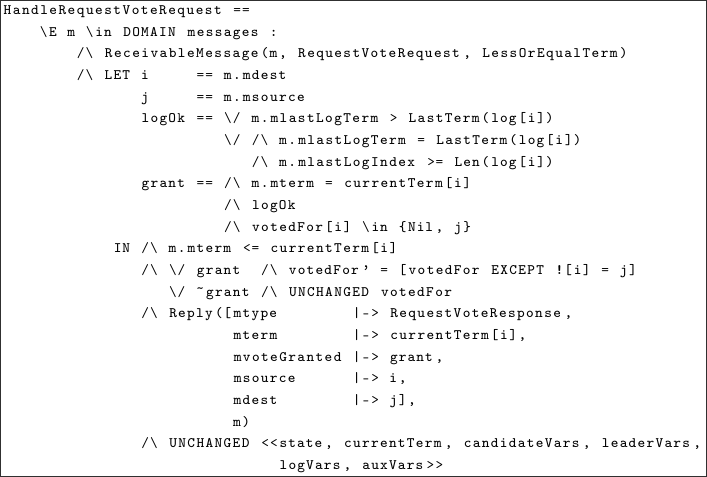 HandleRequestVoteRequest ==
    \E m \in DOMAIN messages :
        /\ ReceivableMessage(m, RequestVoteRequest, LessOrEqualTerm)
        /\ LET i     == m.mdest
               j     == m.msource
               logOk == \/ m.mlastLogTerm > LastTerm(log[i])
                        \/ /\ m.mlastLogTerm = LastTerm(log[i])
                           /\ m.mlastLogIndex >= Len(log[i])
               grant == /\ m.mterm = currentTerm[i]
                        /\ logOk
                        /\ votedFor[i] \in {Nil, j}
            IN /\ m.mterm <= currentTerm[i]
               /\ \/ grant  /\ votedFor' = [votedFor EXCEPT ![i] = j]
                  \/ ~grant /\ UNCHANGED votedFor
               /\ Reply([mtype        |-> RequestVoteResponse,
                         mterm        |-> currentTerm[i],
                         mvoteGranted |-> grant,
                         msource      |-> i,
                         mdest        |-> j],
                         m)
               /\ UNCHANGED <<state, currentTerm, candidateVars, leaderVars,
                              logVars, auxVars>>